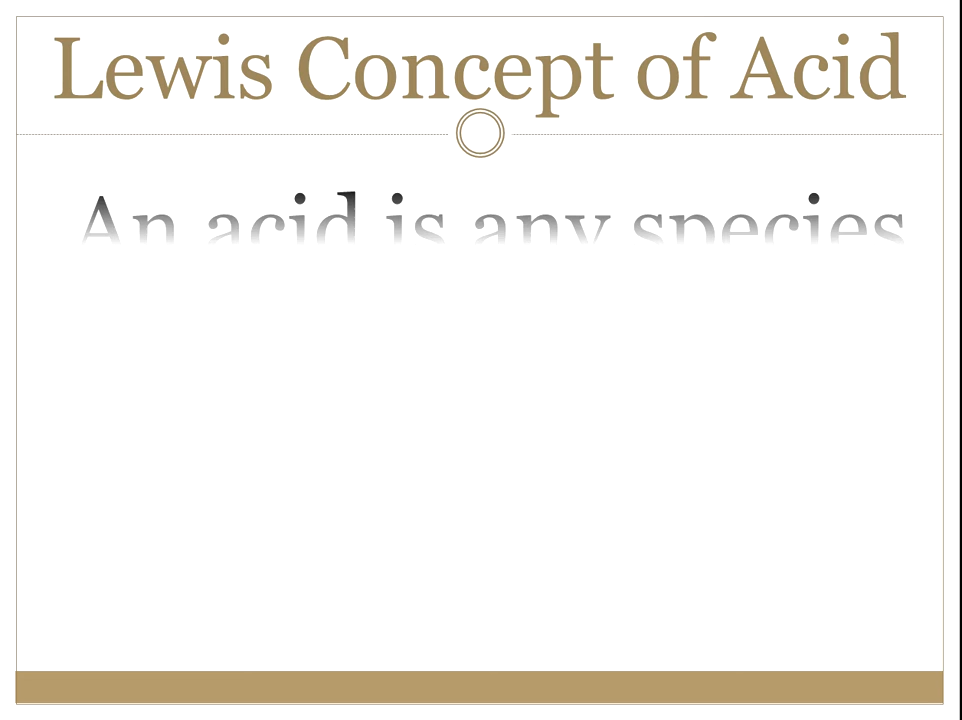 Lewis Concept of Acid
An acid is any species